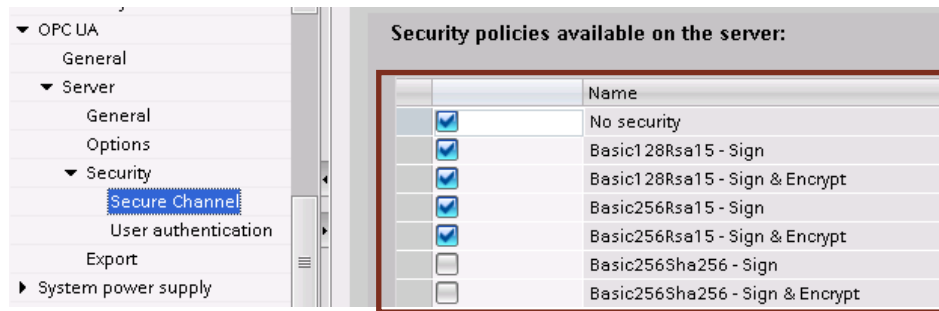 OPC UA
General
Server
General
Options
Security
Secure Channel
User authentication
Export
System power supply
Security policies available on the server:
Name
No security
Basic128Rsa15 - Sign
Basic128Rsa15 - Sign & Encrypt
Basic256Rsa15 - Sign
Basic256Rsa15 - Sign & Encrypt
Basic256Sha256 - Sign
Basic256Sha256 - Sign & Encrypt